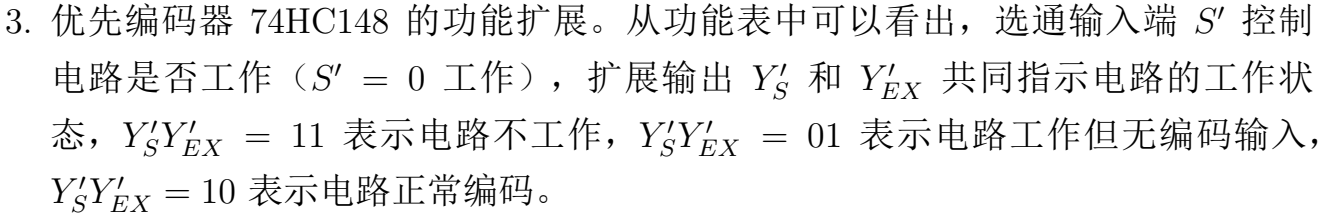 3. 优先编码器 74HC148 的功能扩展。从功能表中可以看出，选通输入端 S′ 控制
电路是否工作（S′ = 0 工作），扩展输出 Y′_S 和 Y′_EX 共同指示电路的工作状
态，Y′_S Y′_EX = 11 表示电路不工作，Y′_S Y′_EX = 01 表示电路工作但无编码输入，
Y′_S Y′_EX = 10 表示电路正常编码。